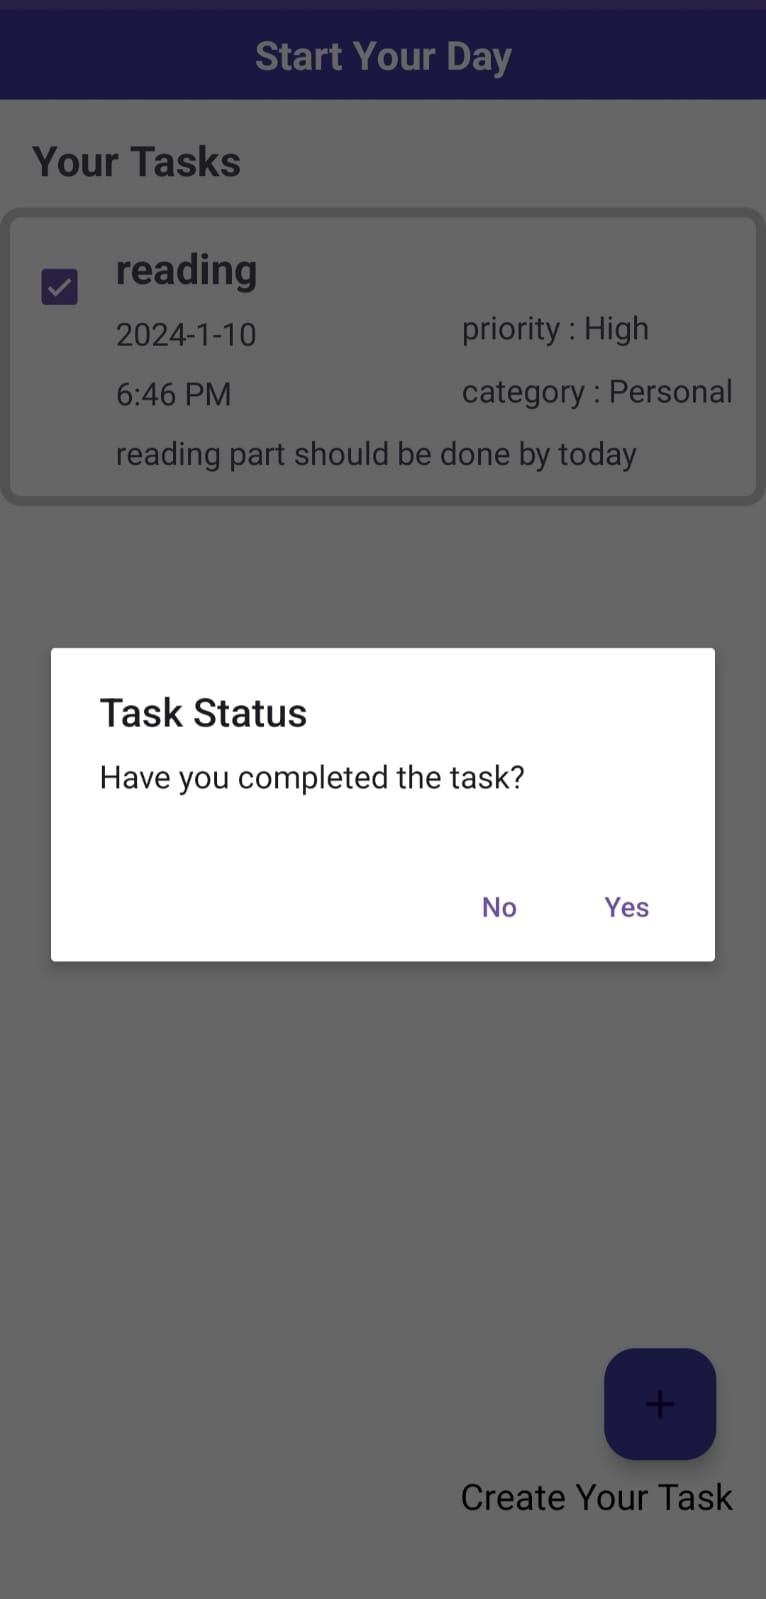 Start Your Day
Your Tasks
reading
2024-1-10
priority : High
6:46 PM
category : Personal
reading part should be done by today
Task Status
Have you completed the task?
No
Yes
+
Create Your Task